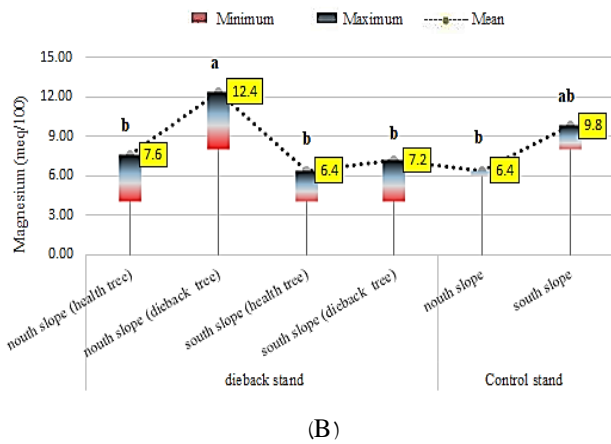 Minimum Maximum Mean
Magnesium (meq/100)
15.00
12.00
9.00
6.00
3.00
0.00
b
a
b
b
b
ab
7.6
12.4
6.4
7.2
6.4
9.8
nouth slope (health tree)
nouth slope (dieback tree)
south slope (health tree)
south slope (dieback tree)
nouth slope
south slope
dieback stand
Control stand
(B)